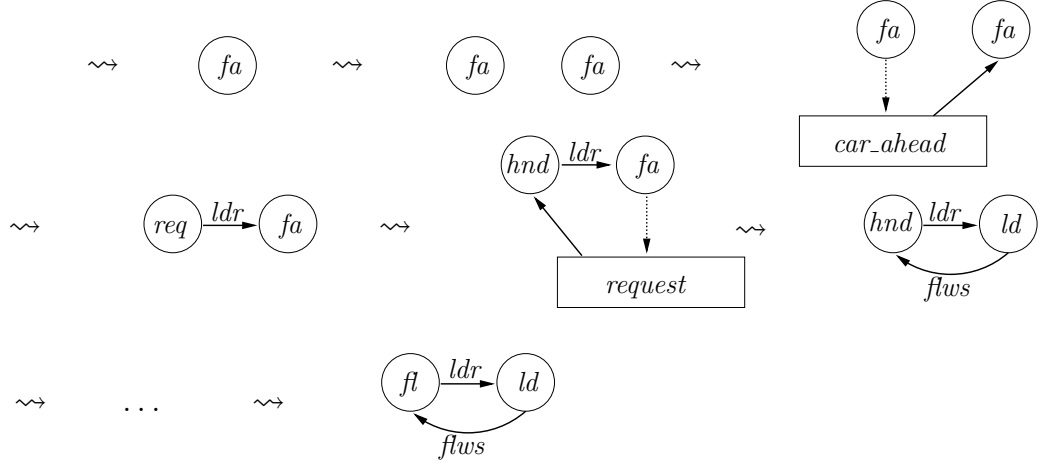 ⇝ fa ⇝ fa fa ⇝ fa fa
car_ahead
⇝ req ldr fa ⇝ hnd ldr fa ⇝ hnd ldr ld
request
flws
⇝ ... ⇝ fl ldr ld
flws